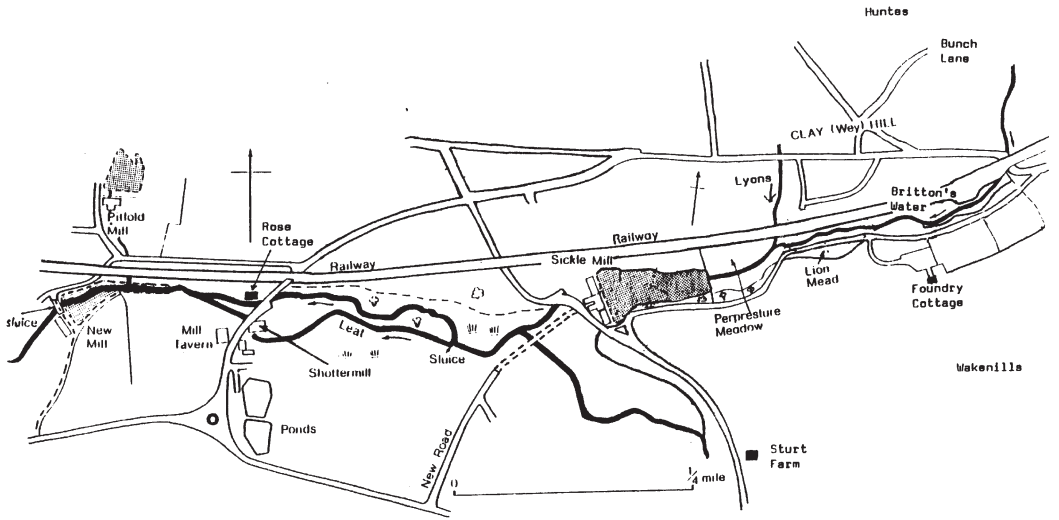 Huntes
Bunch
Lane
CLAY (Wey) HILL
Lyons
Britton's
Water
Pitfold
Mill
Rose
Cottage
Railway
Railway
Sickle Mill
Lion
Mead
Foundry
Cottage
Perpresture
Meadow
sluice
New
Mill
Mill
Tavern
Leat
Sluice
Shottermill
Wakenills
Ponds
New Road
Sturt
Farm
0
1/4 mile